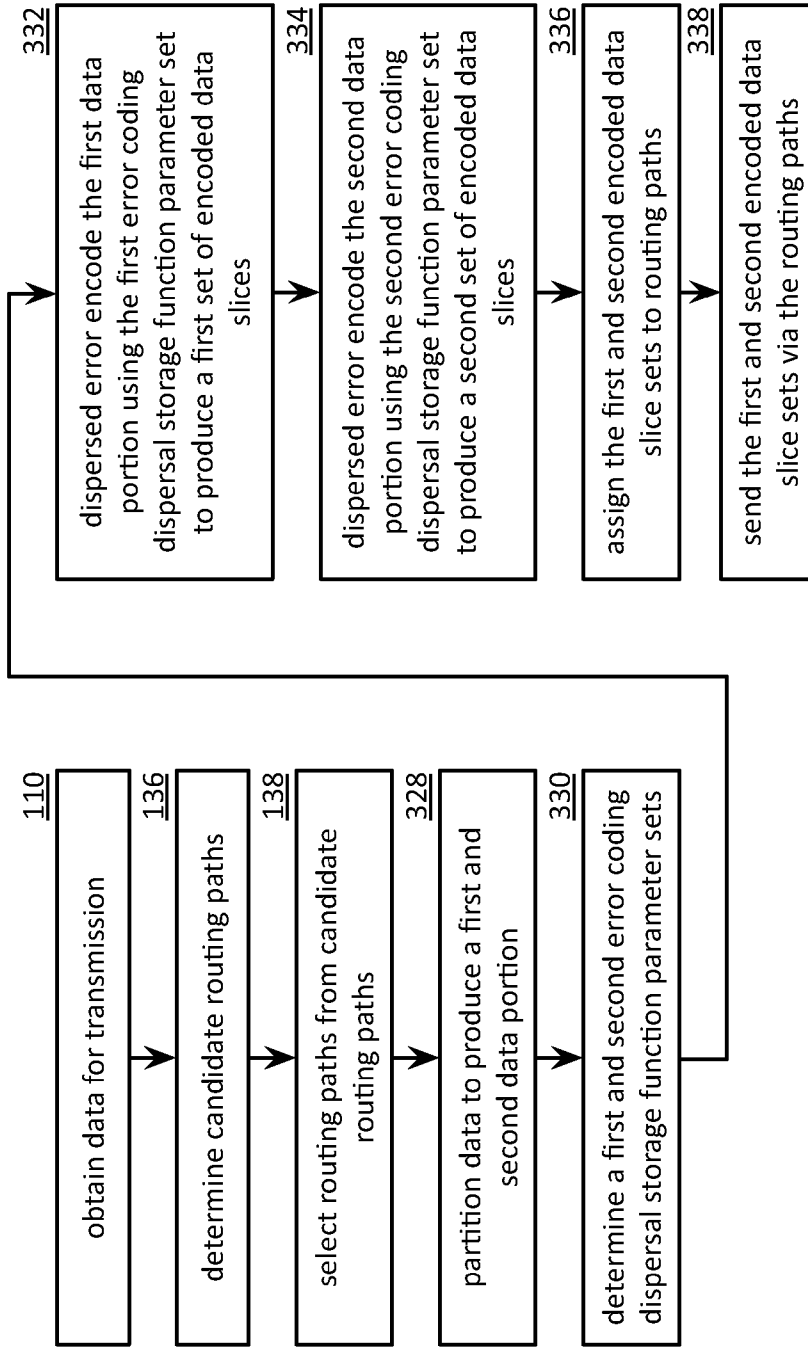 110
obtain data for transmission
136
determine candidate routing paths
138
select routing paths from candidate
routing paths
328
partition data to produce a first and
second data portion
330
determine a first and second error coding
dispersal storage function parameter sets
332
dispersed error encode the first data
portion using the first error coding
dispersal storage function parameter set
to produce a first set of encoded data
slices
334
dispersed error encode the second data
portion using the second error coding
dispersal storage function parameter set
to produce a second set of encoded data
slices
336
assign the first and second encoded data
slice sets to routing paths
338
send the first and second encoded data
slice sets via the routing paths